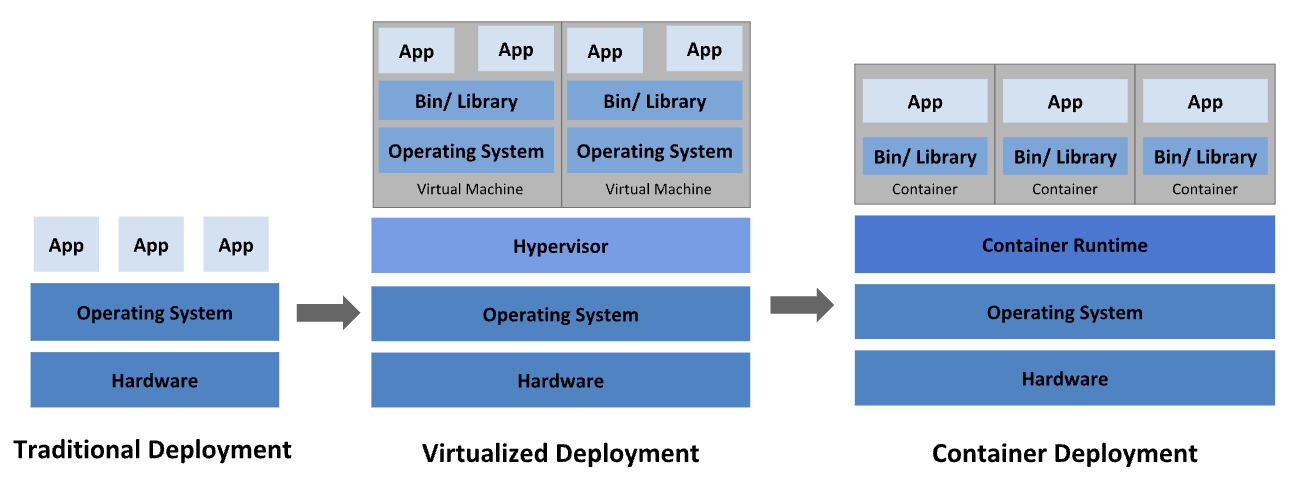 App
App
App
Operating System
Hardware
Traditional Deployment
App
App
App
App
Bin/ Library
Bin/ Library
Operating System
Operating System
Virtual Machine
Virtual Machine
Hypervisor
Operating System
Hardware
Virtualized Deployment
App
App
App
Bin/ Library
Bin/ Library
Bin/ Library
Container
Container
Container
Container Runtime
Operating System
Hardware
Container Deployment